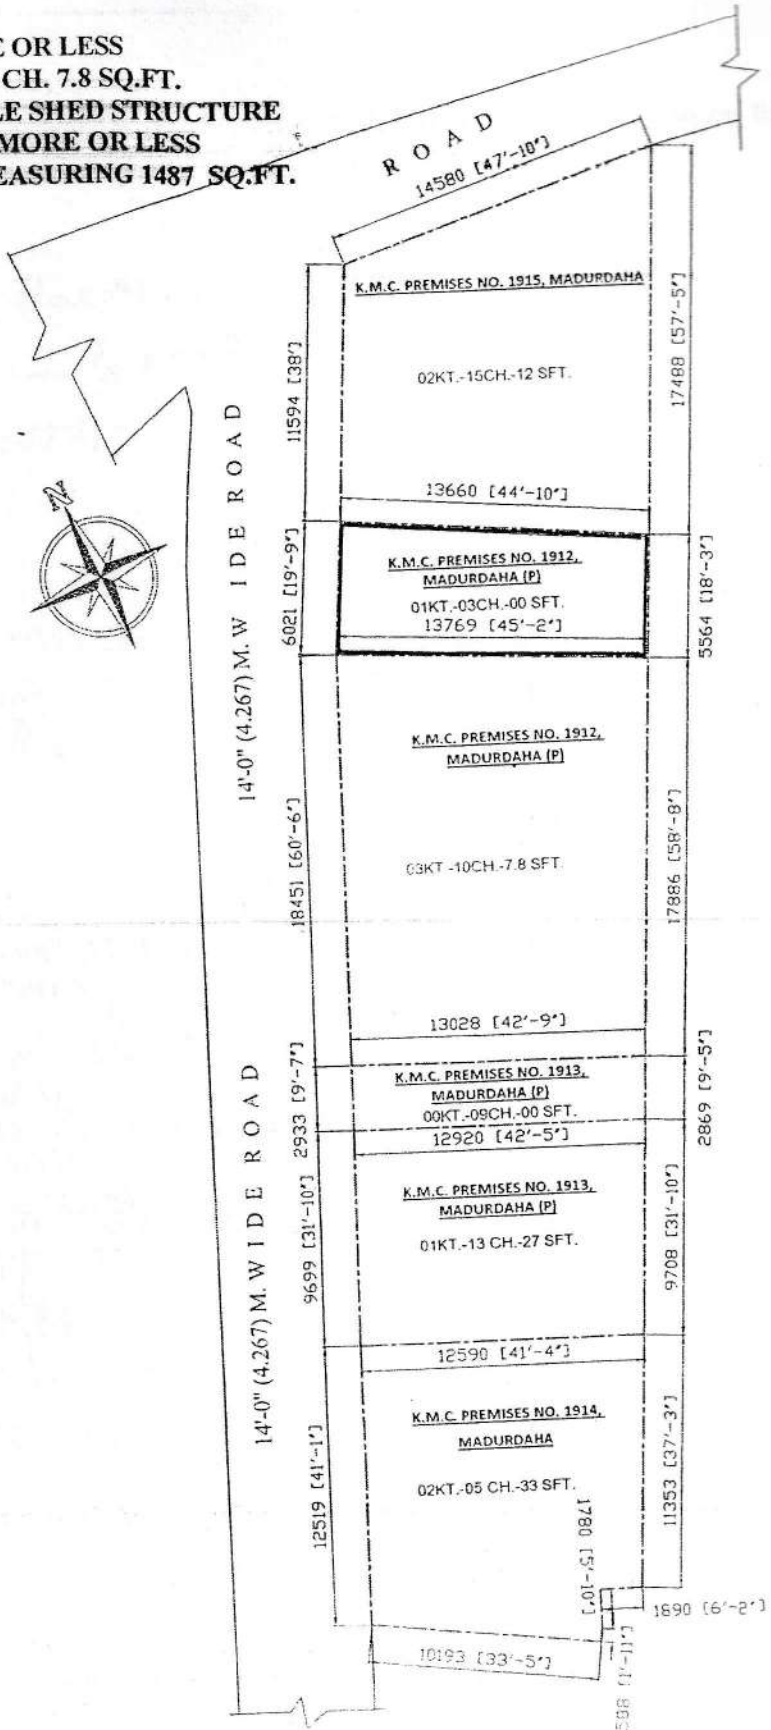 E OR LESS
CH. 7.8 SQ.FT.
LE SHED STRUCTURE
MORE OR LESS
EASURING 1487 SQ.FT.
ROAD
14580 [47'-10"]
K.M.C. PREMISES NO. 1915, MADURDAHA
02KT.-15CH.-12 SFT.
11594 [38']
17488 [57'-5"]
13660 [44'-10"]
N
14'-0" (4.267) M. W IDE ROAD
K.M.C. PREMISES NO. 1912,
MADURDAHA (P)
01KT.-03CH.-00 SFT.
13769 [45'-2"]
6021 [19'-9"]
5564 [18'-3"]
K.M.C. PREMISES NO. 1912,
MADURDAHA (P)
03KT -10CH.-7.8 SFT.
18451 [60'-6"]
17886 [58'-8"]
13028 [42'-9"]
K.M.C. PREMISES NO. 1913,
MADURDAHA (P)
00KT.-09CH.-00 SFT.
2933 [9'-7"]
2869 [9'-5"]
12920 [42'-5"]
14'-0" (4.267) M. WIDE ROAD
K.M.C. PREMISES NO. 1913,
MADURDAHA (P)
01KT.-13 CH.-27 SFT.
9699 [31'-10"]
9708 [31'-10"]
12590 [41'-4"]
K.M.C. PREMISES NO. 1914,
MADURDAHA
02KT.-05 CH.-33 SFT.
12519 [41'-1"]
11353 [37'-3"]
1780 [5'-10"]
1890 [6'-2"]
10193 [33'-5"]
588 [1'-11"]